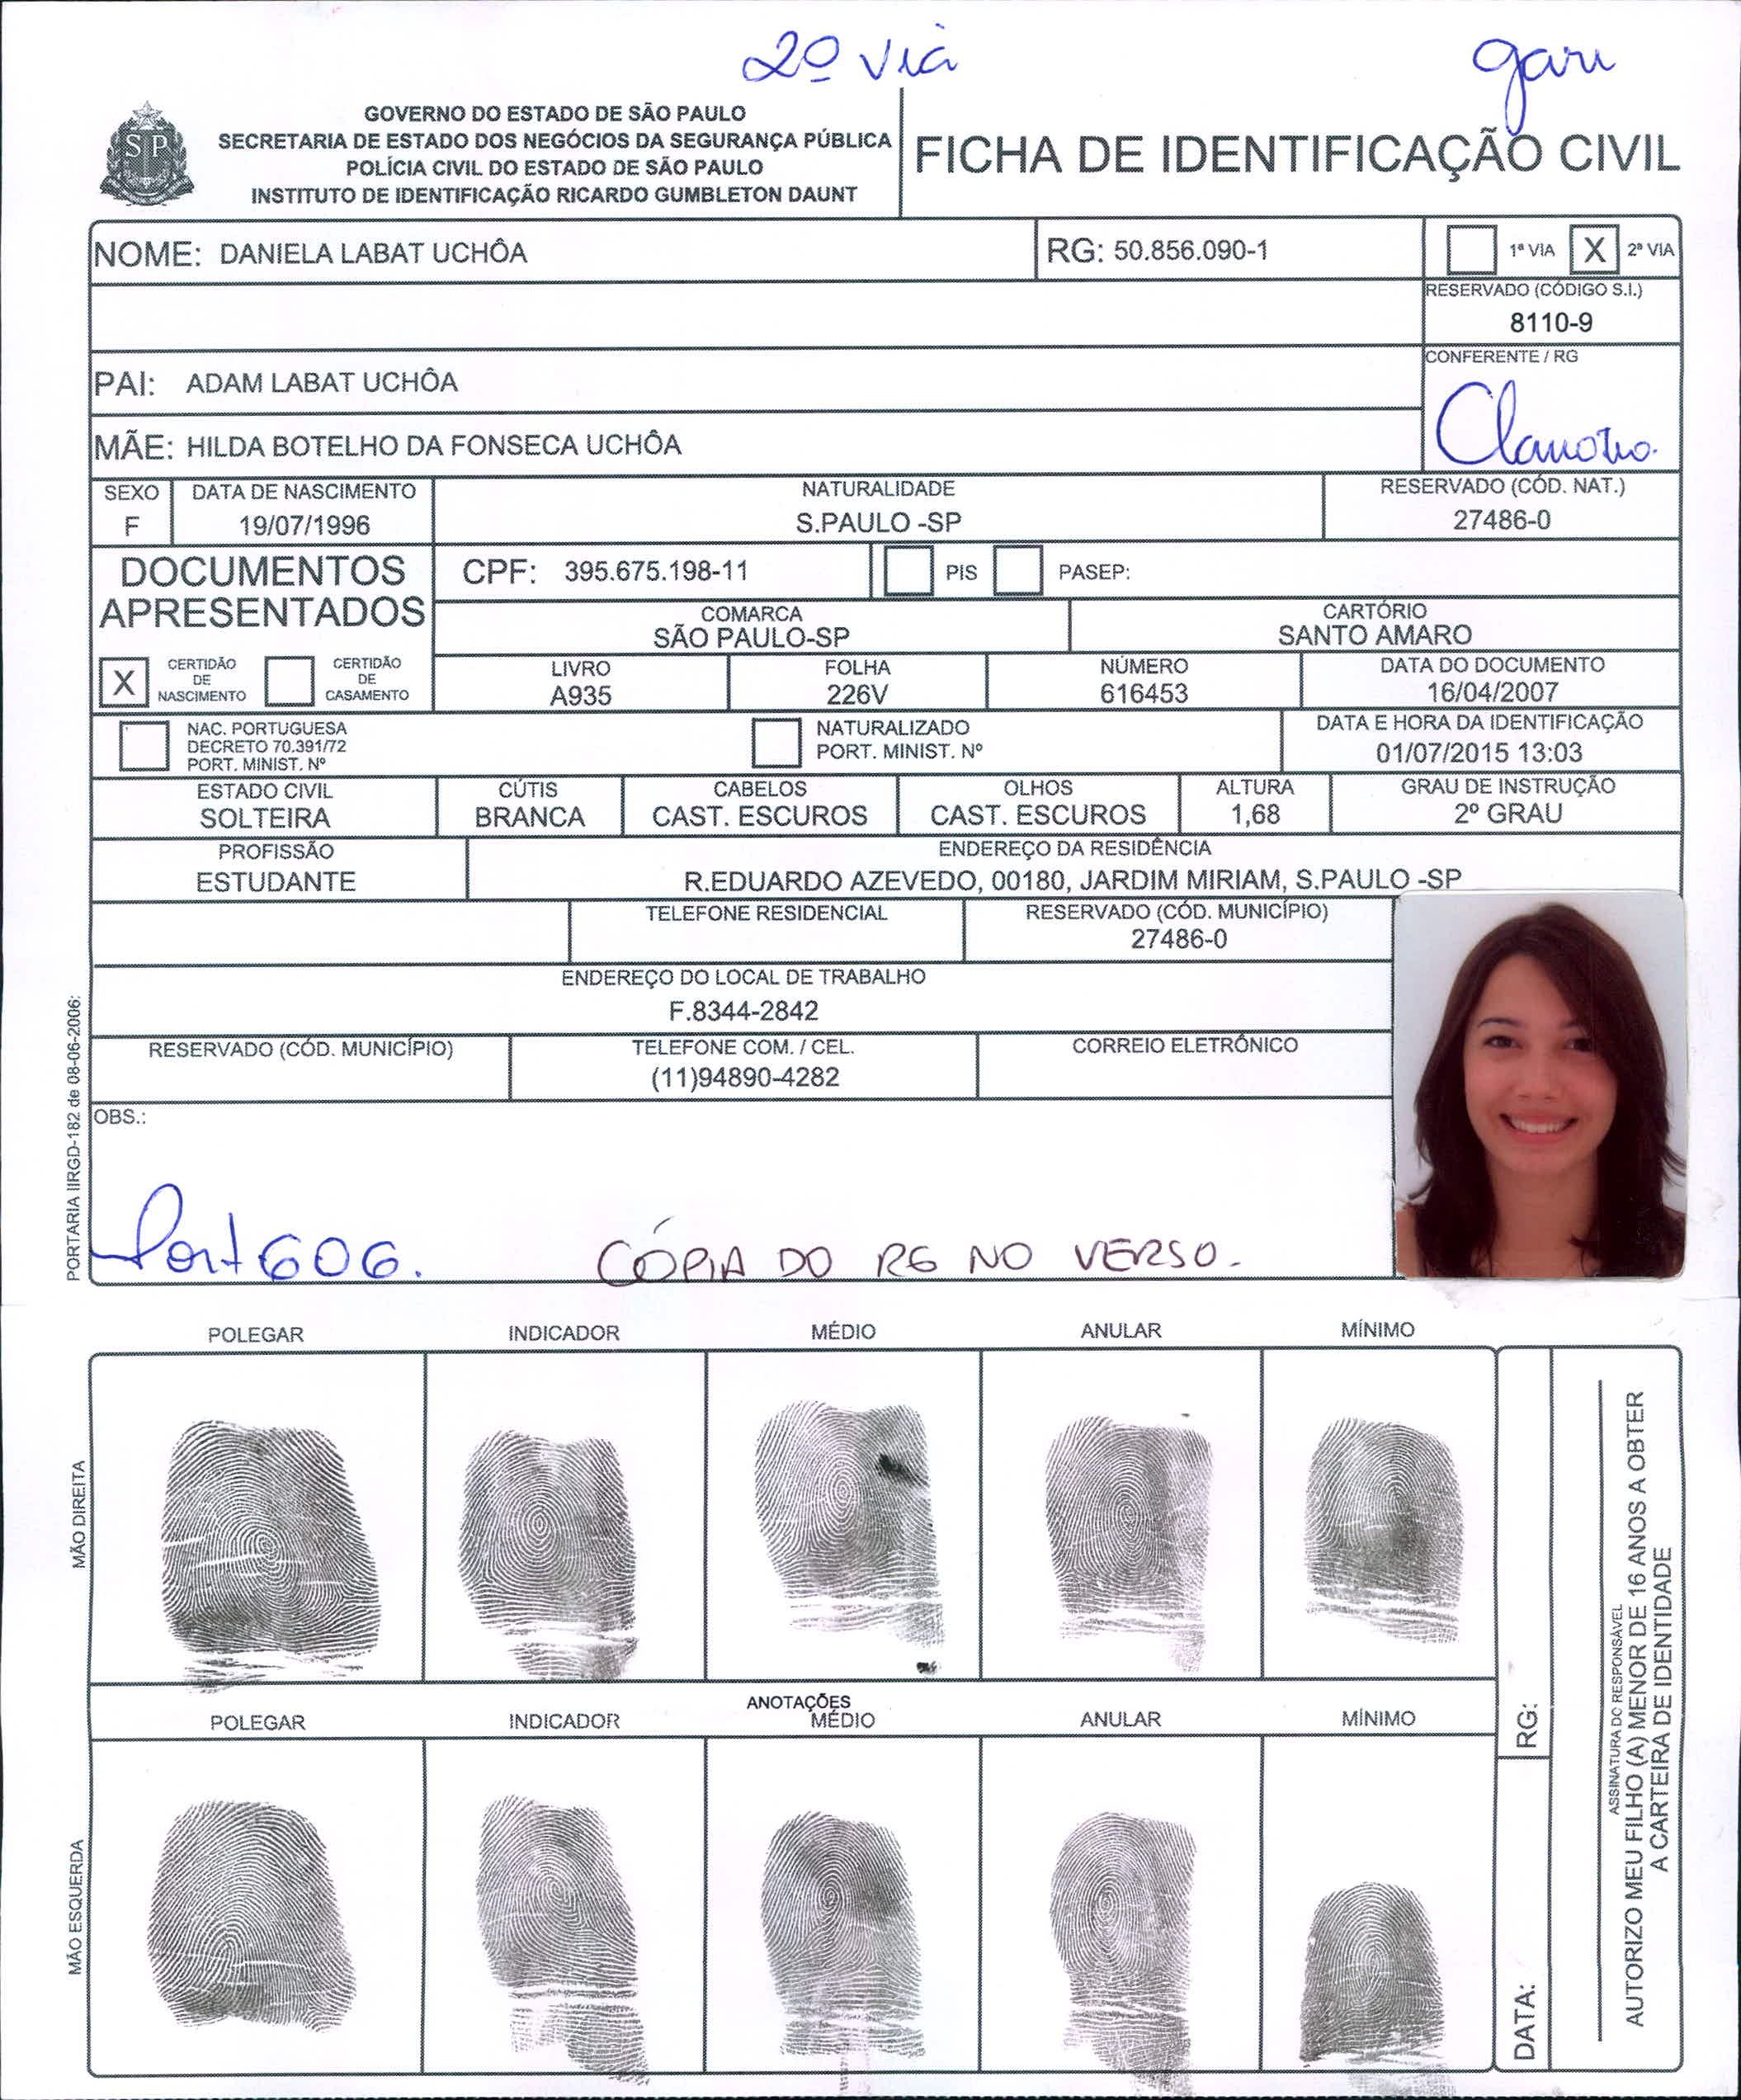 2ª via
gari
SP
GOVERNO DO ESTADO DE SÃO PAULO
SECRETARIA DE ESTADO DOS NEGÓCIOS DA SEGURANÇA PÚBLICA
POLÍCIA CIVIL DO ESTADO DE SÃO PAULO
INSTITUTO DE IDENTIFICAÇÃO RICARDO GUMBLETON DAUNT
FICHA DE IDENTIFICAÇÃO CIVIL
NOME: DANIELA LABAT UCHÔA
RG: 50.856.090-1
1ª VIA X 2ª VIA
RESERVADO (CÓDIGO S.I.)
8110-9
PAI: ADAM LABAT UCHÔA
CONFERENTE / RG
MÃE: HILDA BOTELHO DA FONSECA UCHÔA
SEXO
F
DATA DE NASCIMENTO
19/07/1996
NATURALIDADE
S.PAULO -SP
RESERVADO (CÓD. NAT.)
27486-0
DOCUMENTOS
APRESENTADOS
CPF: 395.675.198-11
PIS
PASEP:
COMARCA
SÃO PAULO-SP
CARTÓRIO
SANTO AMARO
X
CERTIDÃO
DE
NASCIMENTO
CERTIDÃO
DE
CASAMENTO
LIVRO
A935
FOLHA
226V
NÚMERO
616453
DATA DO DOCUMENTO
16/04/2007
NAC. PORTUGUESA
DECRETO 70.391/72
PORT. MINIST. Nº
NATURALIZADO
PORT. MINIST. Nº
DATA E HORA DA IDENTIFICAÇÃO
01/07/2015 13:03
ESTADO CIVIL
SOLTEIRA
CÚTIS
BRANCA
CABELOS
CAST. ESCUROS
OLHOS
CAST. ESCUROS
ALTURA
1,68
GRAU DE INSTRUÇÃO
2º GRAU
PROFISSÃO
ESTUDANTE
ENDEREÇO DA RESIDÊNCIA
R.EDUARDO AZEVEDO, 00180, JARDIM MIRIAM, S.PAULO -SP
TELEFONE RESIDENCIAL
RESERVADO (CÓD. MUNICÍPIO)
27486-0
ENDEREÇO DO LOCAL DE TRABALHO
F.8344-2842
RESERVADO (CÓD. MUNICÍPIO)
TELEFONE COM. / CEL.
(11)94890-4282
CORREIO ELETRÔNICO
OBS.:
Port 606.
CÓPIA DO RG NO VERSO.
PORTARIA IIRGD-182 de 08-06-2006:
POLEGAR INDICADOR MÉDIO ANULAR MÍNIMO
MÃO DIREITA
ANOTAÇÕES
POLEGAR INDICADOR MÉDIO ANULAR MÍNIMO
MÃO ESQUERDA
RG:
DATA:
ASSINATURA DO RESPONSÁVEL
AUTORIZO MEU FILHO (A) MENOR DE 16 ANOS A OBTER
A CARTEIRA DE IDENTIDADE